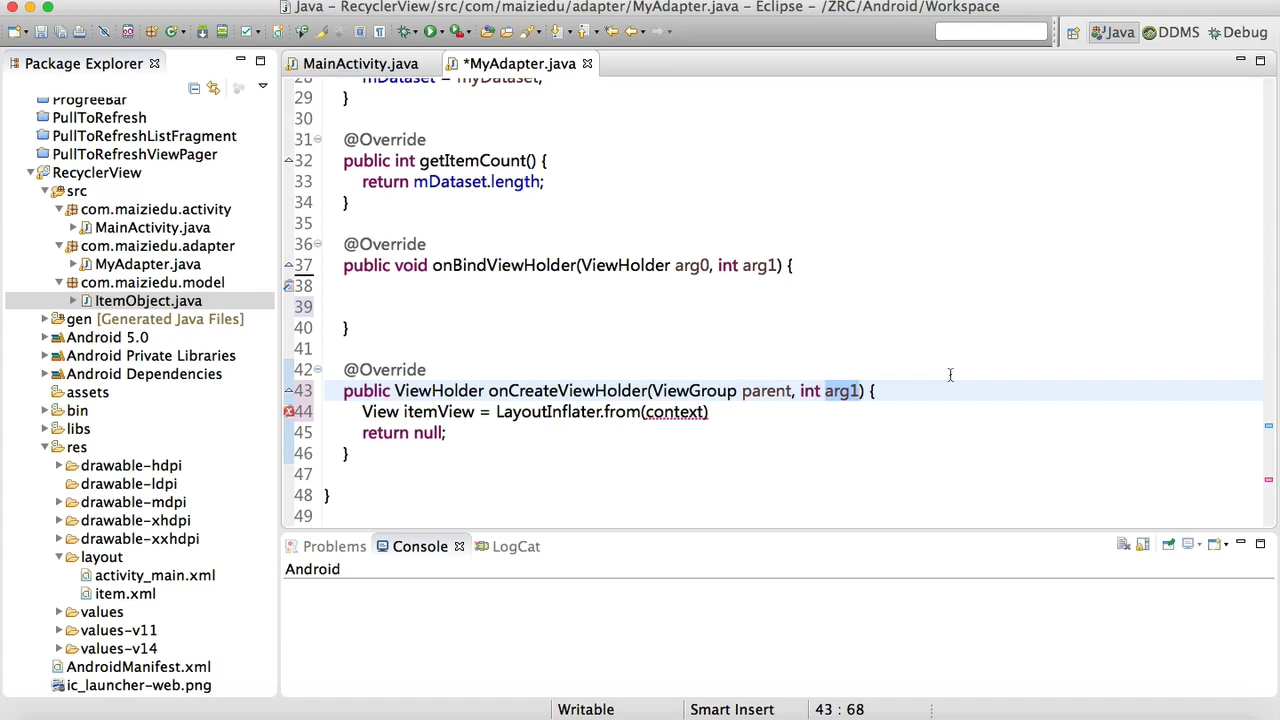 Java - RecyclerView/src/com/maiziedu/adapter/MyAdapter.java - Eclipse - /ZRC/Android/Workspace
Java DDMS Debug
Package Explorer
ProgreeBar
PullToRefresh
PullToRefreshListFragment
PullToRefreshViewPager
RecyclerView
src
com.maiziedu.activity
MainActivity.java
com.maiziedu.adapter
MyAdapter.java
com.maiziedu.model
ItemObject.java
gen [Generated Java Files]
Android 5.0
Android Private Libraries
Android Dependencies
assets
bin
libs
res
drawable-hdpi
drawable-ldpi
drawable-mdpi
drawable-xhdpi
drawable-xxhdpi
layout
activity_main.xml
item.xml
values
values-v11
values-v14
AndroidManifest.xml
ic_launcher-web.png
MainActivity.java *MyAdapter.java
28 mDataset = myDataset;
29 }
30
31 @Override
32 public int getItemCount() {
33 return mDataset.length;
34 }
35
36 @Override
37 public void onBindViewHolder(ViewHolder arg0, int arg1) {
38
39
40 }
41
42 @Override
43 public ViewHolder onCreateViewHolder(ViewGroup parent, int arg1) {
44 View itemView = LayoutInflater.from(context)
45 return null;
46 }
47
48 }
49
Problems Console LogCat
Android
Writable Smart Insert 43 : 68